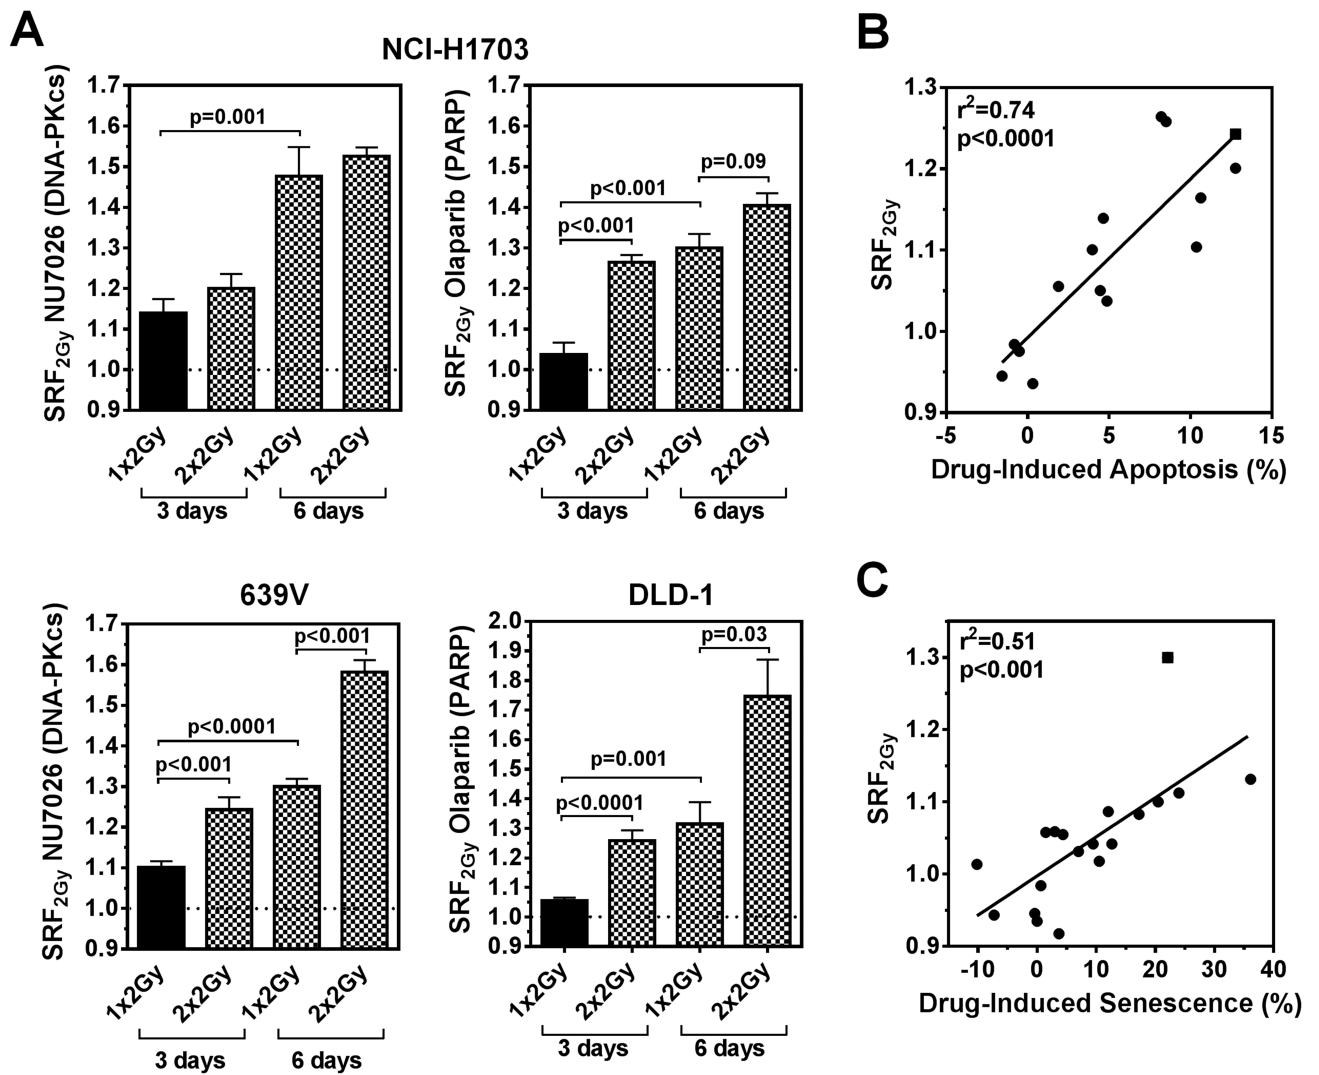 A
NCI-H1703
SRF2Gy NU7026 (DNA-PKcs)
1.7
1.6
1.5
1.4
1.3
1.2
1.1
1.0
0.9
p=0.001
1x2Gy
2x2Gy
1x2Gy
2x2Gy
3 days
6 days
SRF2Gy Olaparib (PARP)
1.7
1.6
1.5
1.4
1.3
1.2
1.1
1.0
0.9
p=0.09
p<0.001
p<0.001
1x2Gy
2x2Gy
1x2Gy
2x2Gy
3 days
6 days
639V
SRF2Gy NU7026 (DNA-PKcs)
1.7
1.6
1.5
1.4
1.3
1.2
1.1
1.0
0.9
p<0.001
p<0.0001
p<0.001
1x2Gy
2x2Gy
1x2Gy
2x2Gy
3 days
6 days
DLD-1
SRF2Gy Olaparib (PARP)
2.0
1.9
1.8
1.7
1.6
1.5
1.4
1.3
1.2
1.1
1.0
0.9
p=0.03
p=0.001
p<0.0001
1x2Gy
2x2Gy
1x2Gy
2x2Gy
3 days
6 days
B
SRF2Gy
1.3
1.2
1.1
1.0
0.9
r²=0.74
p<0.0001
-5 0 5 10 15
Drug-Induced Apoptosis (%)
C
SRF2Gy
1.3
1.2
1.1
1.0
0.9
r²=0.51
p<0.001
-10 0 10 20 30 40
Drug-Induced Senescence (%)